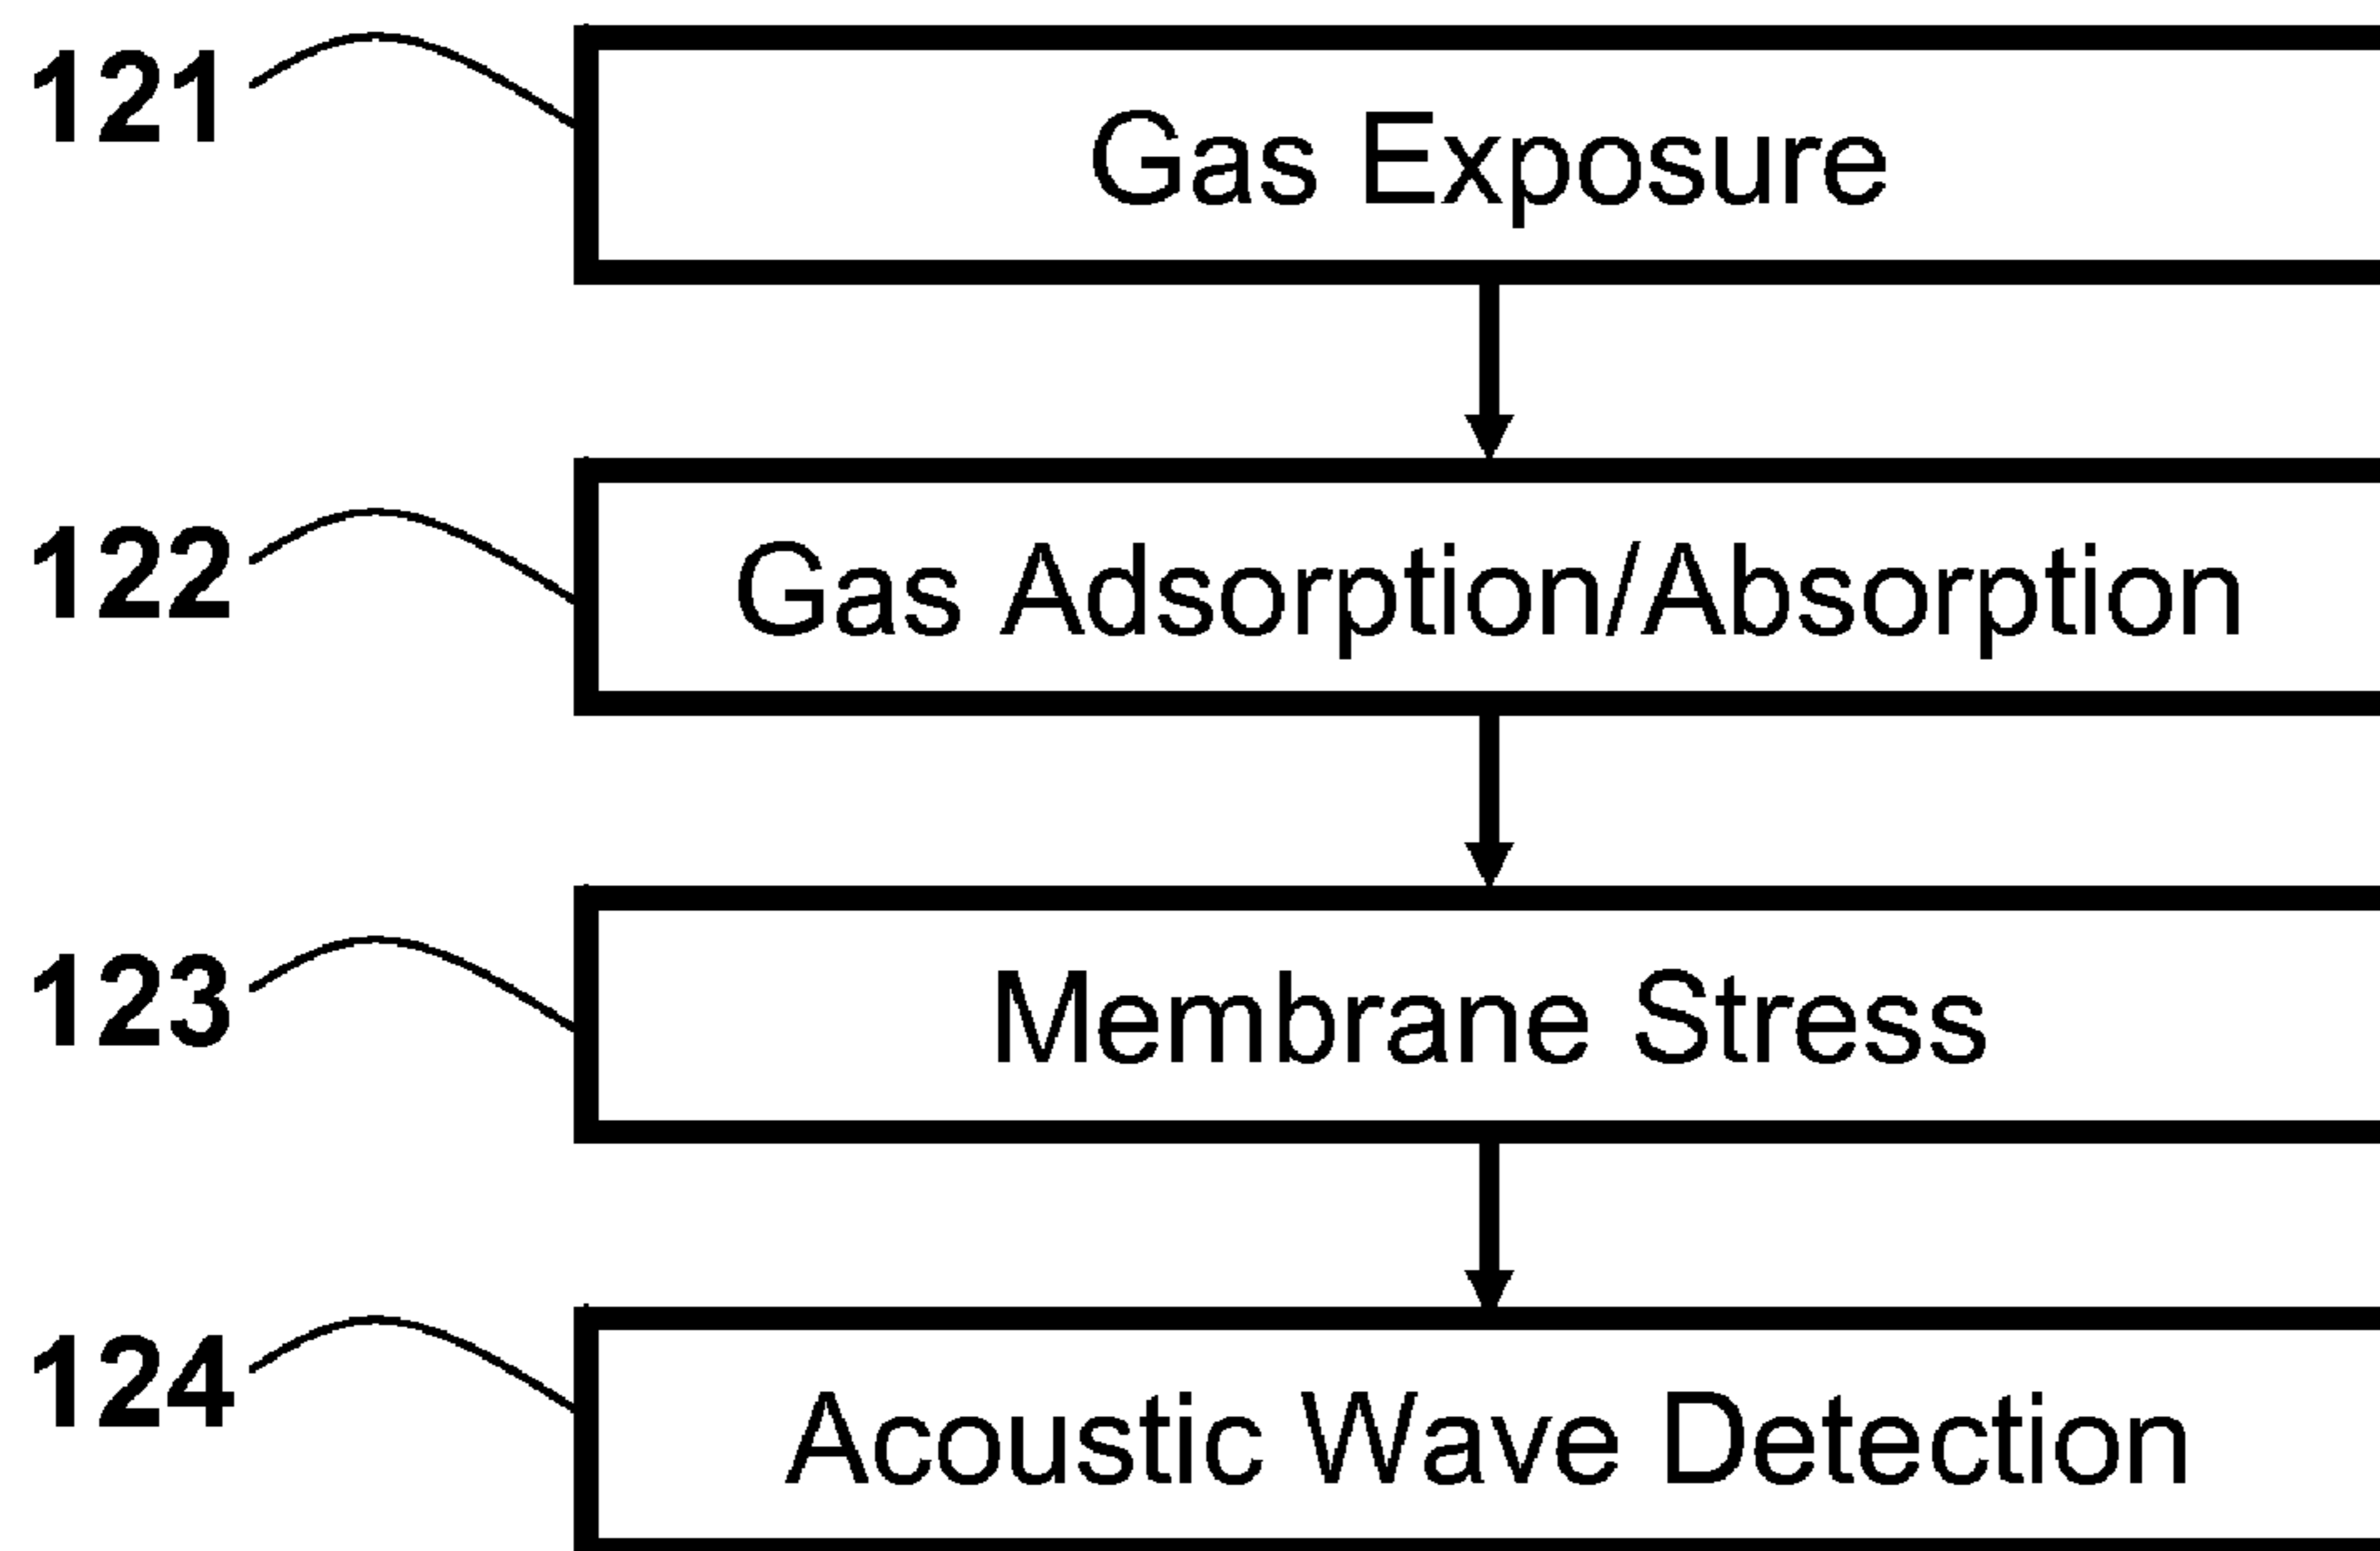 121 Gas Exposure
122 Gas Adsorption/Absorption
123 Membrane Stress
124 Acoustic Wave Detection